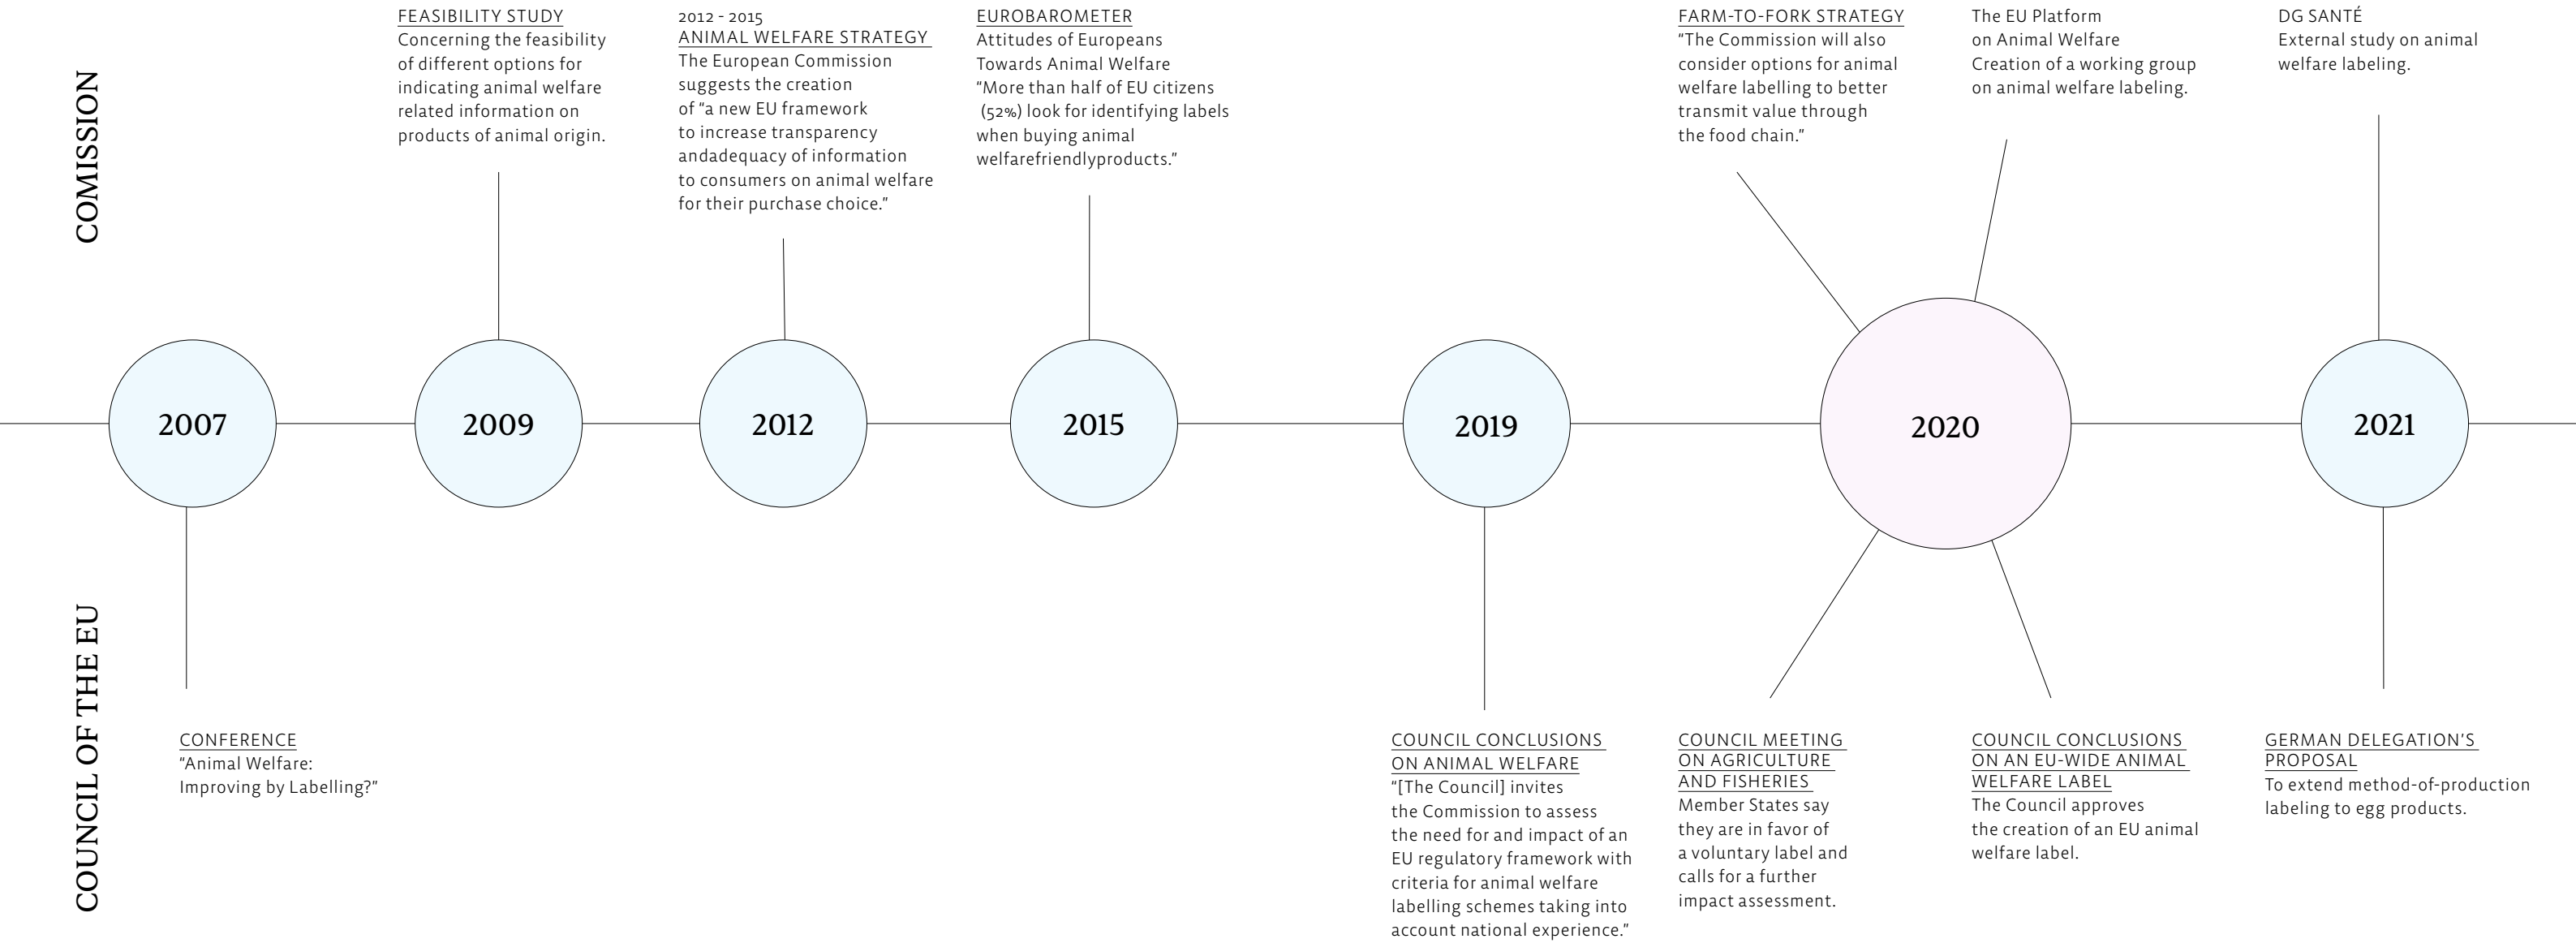 COMISSION
FEASIBILITY STUDY
Concerning the feasibility
of different options for
indicating animal welfare
related information on
products of animal origin.
2012 - 2015
ANIMAL WELFARE STRATEGY
The European Commission
suggests the creation
of “a new EU framework
to increase transparency
andadequacy of information
to consumers on animal welfare
for their purchase choice.”
EUROBAROMETER
Attitudes of Europeans
Towards Animal Welfare
“More than half of EU citizens
(52%) look for identifying labels
when buying animal
welfarefriendlyproducts.”
FARM-TO-FORK STRATEGY
“The Commission will also
consider options for animal
welfare labelling to better
transmit value through
the food chain.”
The EU Platform
on Animal Welfare
Creation of a working group
on animal welfare labeling.
DG SANTÉ
External study on animal
welfare labeling.
2007
2009
2012
2015
2019
2020
2021
COUNCIL OF THE EU
CONFERENCE
“Animal Welfare:
Improving by Labelling?”
COUNCIL CONCLUSIONS
ON ANIMAL WELFARE
“[The Council] invites
the Commission to assess
the need for and impact of an
EU regulatory framework with
criteria for animal welfare
labelling schemes taking into
account national experience.”
COUNCIL MEETING
ON AGRICULTURE
AND FISHERIES
Member States say
they are in favor of
a voluntary label and
calls for a further
impact assessment.
COUNCIL CONCLUSIONS
ON AN EU-WIDE ANIMAL
WELFARE LABEL
The Council approves
the creation of an EU animal
welfare label.
GERMAN DELEGATION’S
PROPOSAL
To extend method-of-production
labeling to egg products.